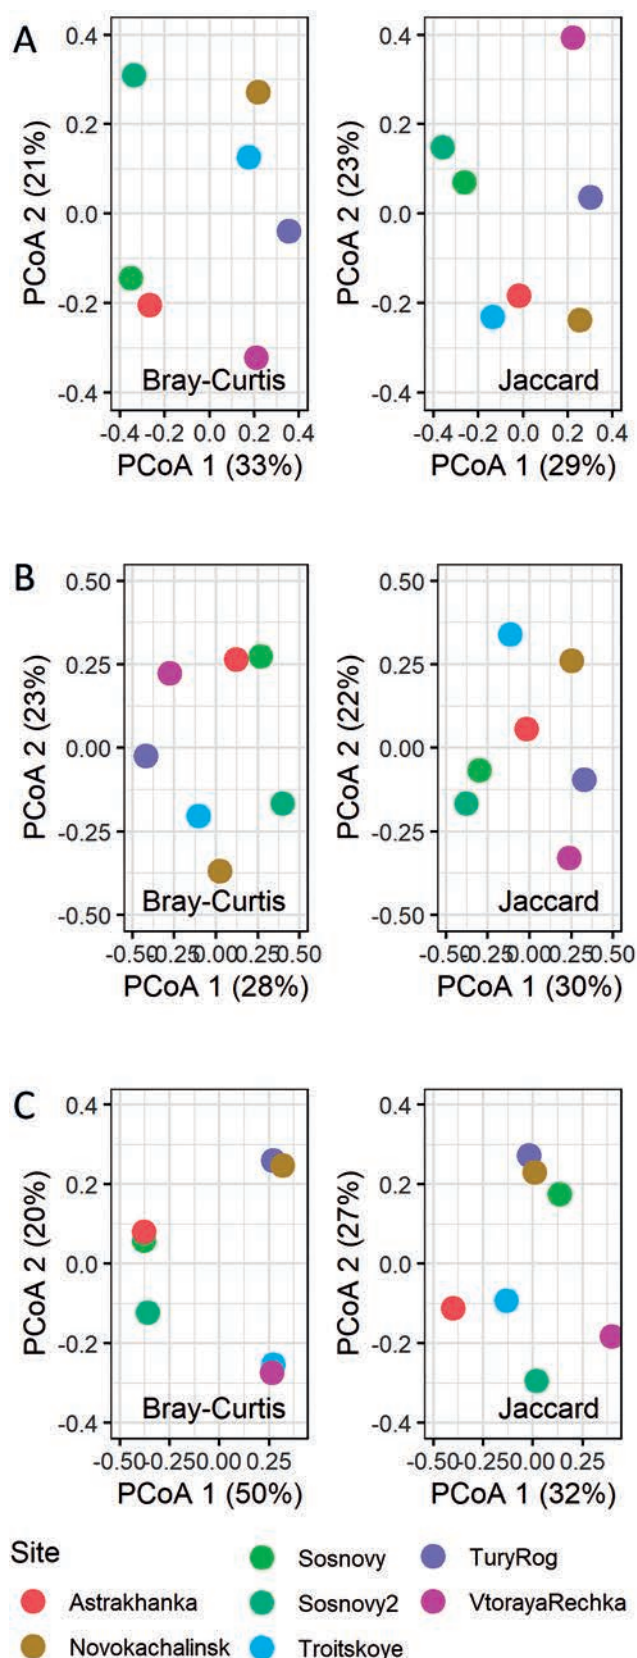 A
0.4
0.2
0.0
-0.2
-0.4
PCoA 2 (21%)
Bray-Curtis
-0.4 -0.2 0.0 0.2 0.4
PCoA 1 (33%)
0.4
0.2
0.0
-0.2
-0.4
PCoA 2 (23%)
Jaccard
-0.4 -0.2 0.0 0.2 0.4
PCoA 1 (29%)
B
0.50
0.25
0.00
-0.25
-0.50
PCoA 2 (23%)
Bray-Curtis
-0.50 -0.25 0.00 0.25 0.50
PCoA 1 (28%)
0.50
0.25
0.00
-0.25
-0.50
PCoA 2 (22%)
Jaccard
-0.50 -0.25 0.00 0.25 0.50
PCoA 1 (30%)
C
0.4
0.2
0.0
-0.2
-0.4
PCoA 2 (20%)
Bray-Curtis
-0.50 -0.25 0.00 0.25
PCoA 1 (50%)
0.4
0.2
0.0
-0.2
-0.4
PCoA 2 (27%)
Jaccard
-0.50 -0.25 0.00 0.25
PCoA 1 (32%)
Site
Astrakhanka
Novokachalinsk
Sosnovy
Sosnovy2
Troitskoye
TuryRog
VtorayaRechka